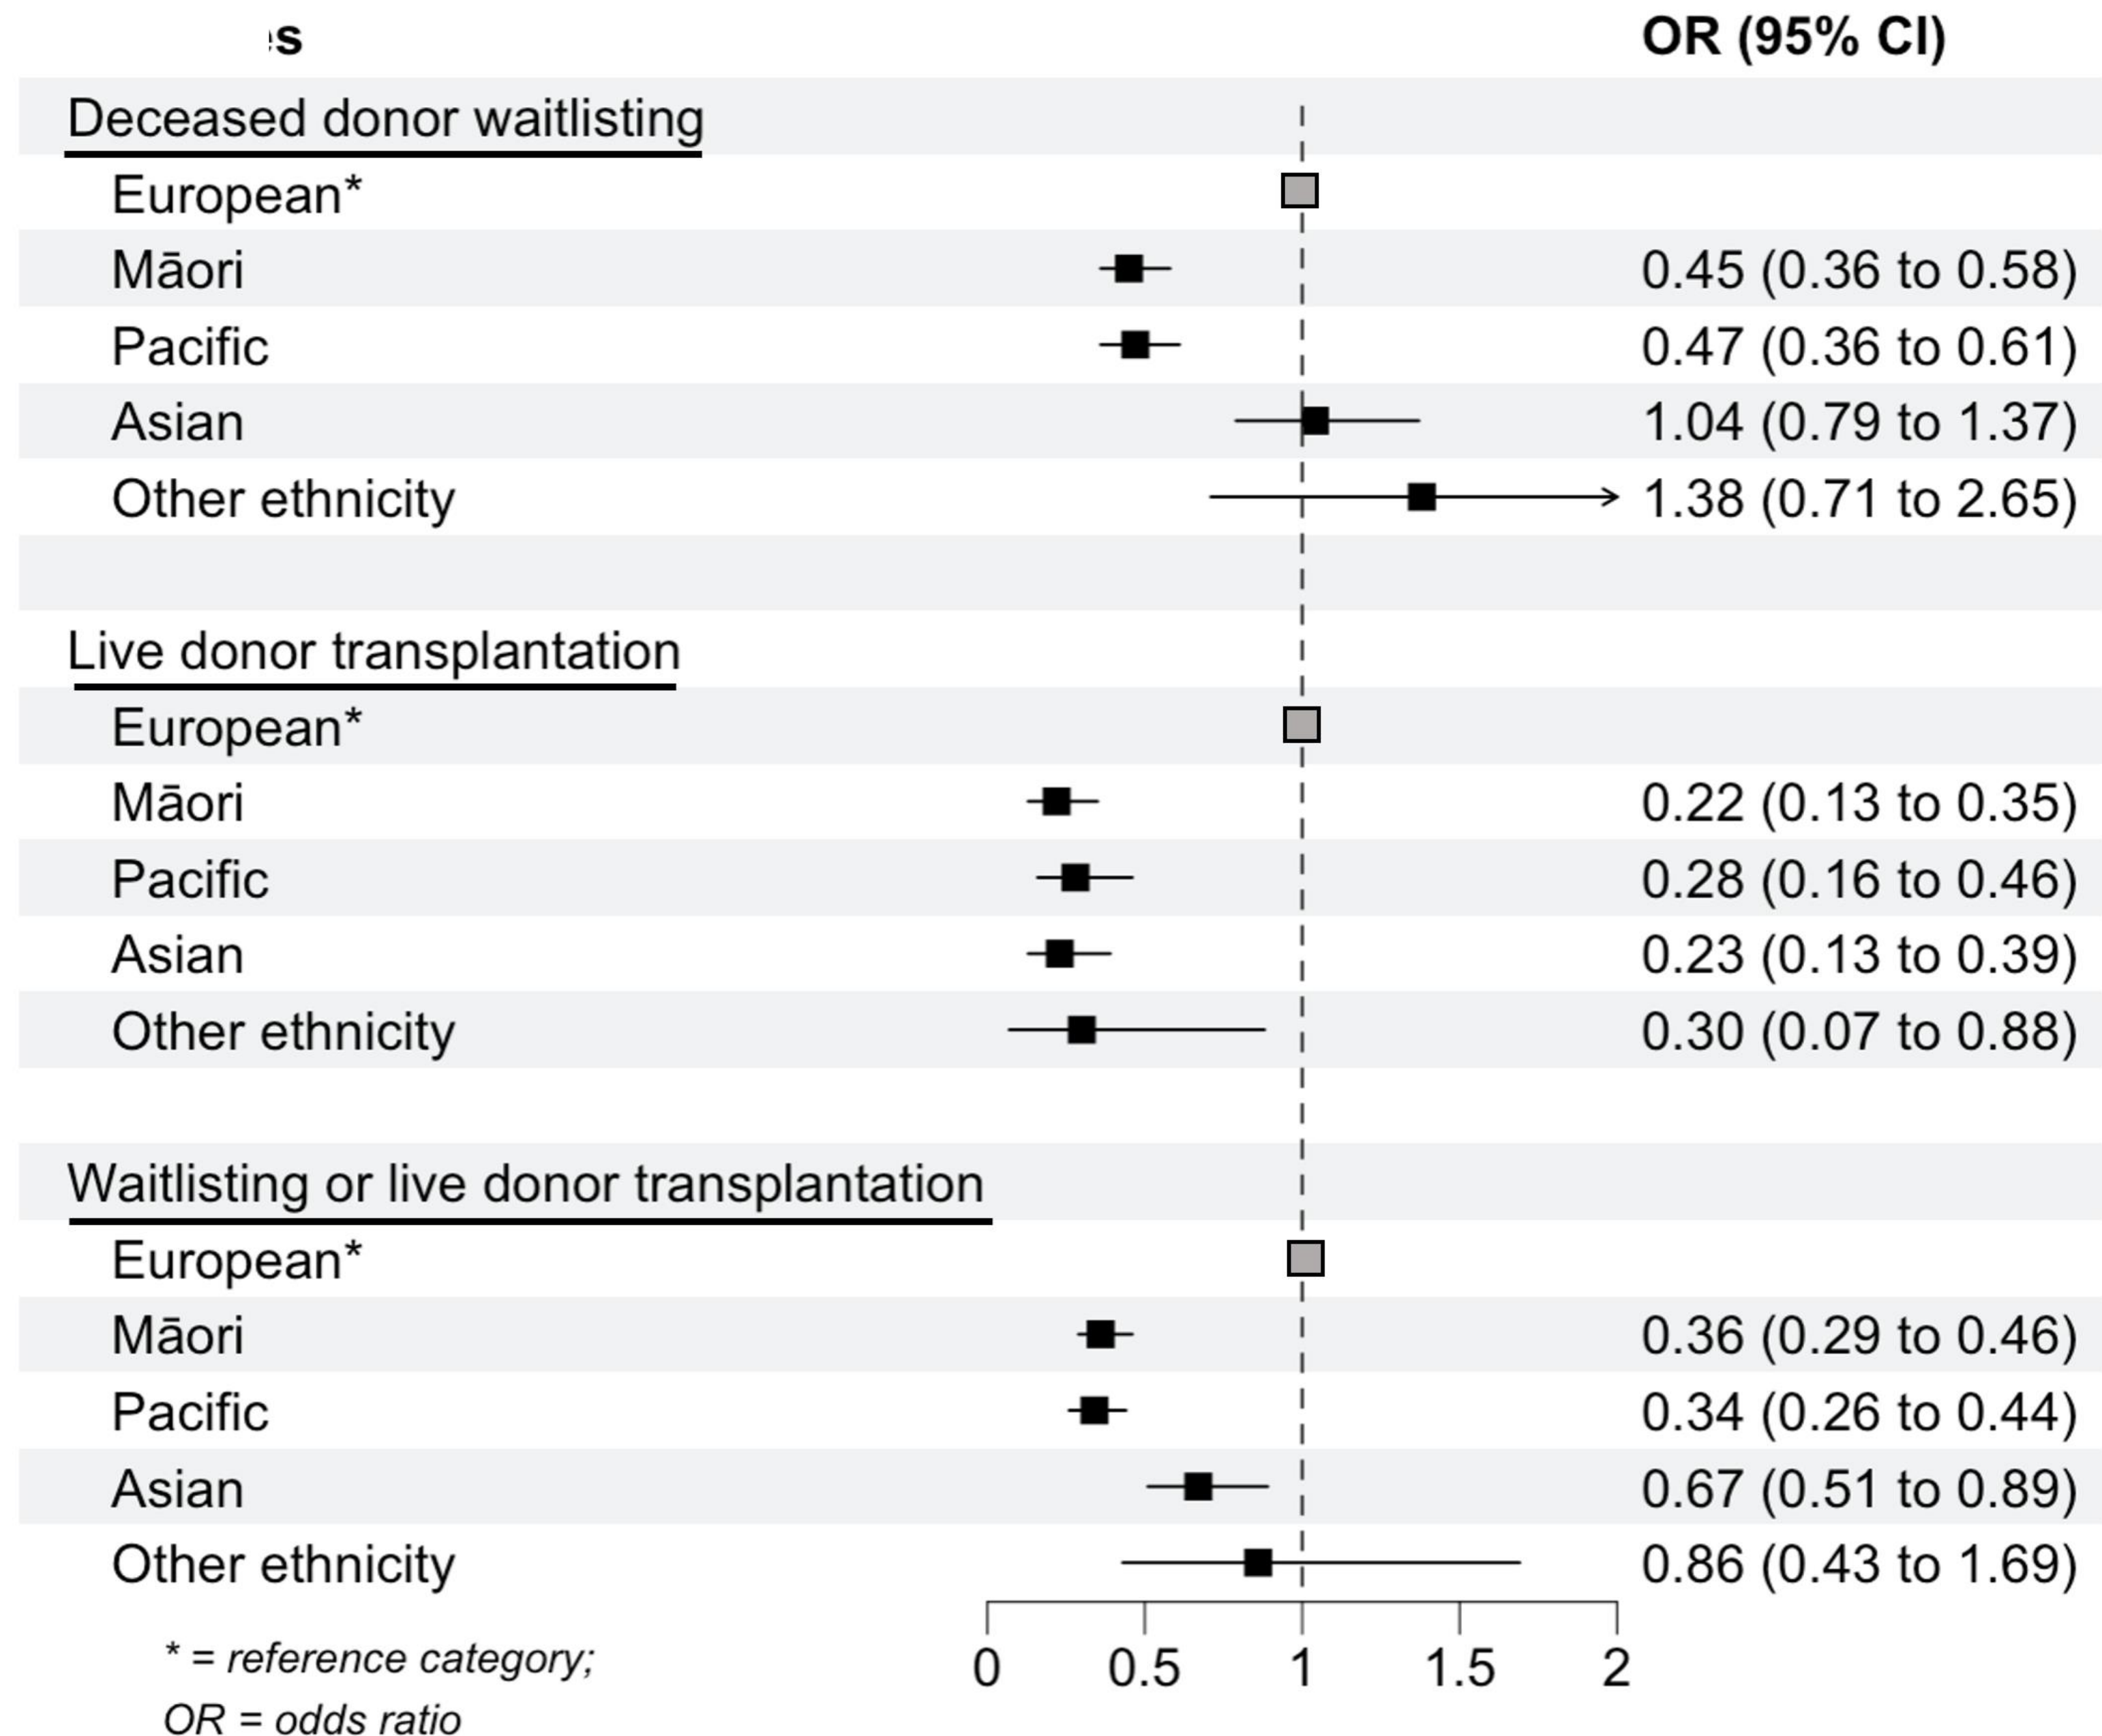 OR (95% CI)
Deceased donor waitlisting
European*
Māori 0.45 (0.36 to 0.58)
Pacific 0.47 (0.36 to 0.61)
Asian 1.04 (0.79 to 1.37)
Other ethnicity 1.38 (0.71 to 2.65)
Live donor transplantation
European*
Māori 0.22 (0.13 to 0.35)
Pacific 0.28 (0.16 to 0.46)
Asian 0.23 (0.13 to 0.39)
Other ethnicity 0.30 (0.07 to 0.88)
Waitlisting or live donor transplantation
European*
Māori 0.36 (0.29 to 0.46)
Pacific 0.34 (0.26 to 0.44)
Asian 0.67 (0.51 to 0.89)
Other ethnicity 0.86 (0.43 to 1.69)
0 0.5 1 1.5 2
* = reference category;
OR = odds ratio